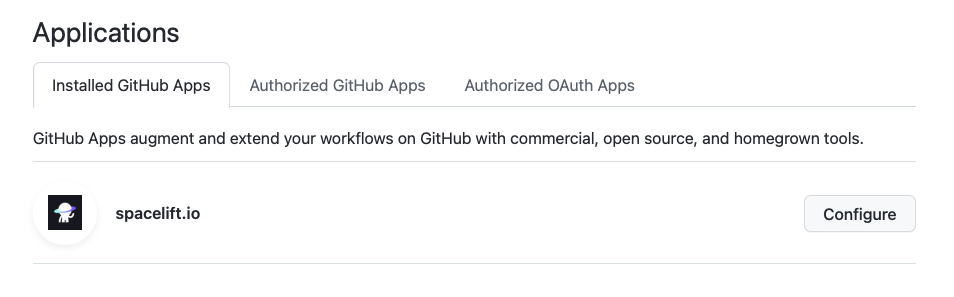 Applications
Installed GitHub Apps
Authorized GitHub Apps
Authorized OAuth Apps
GitHub Apps augment and extend your workflows on GitHub with commercial, open source, and homegrown tools.
spacelift.io
Configure